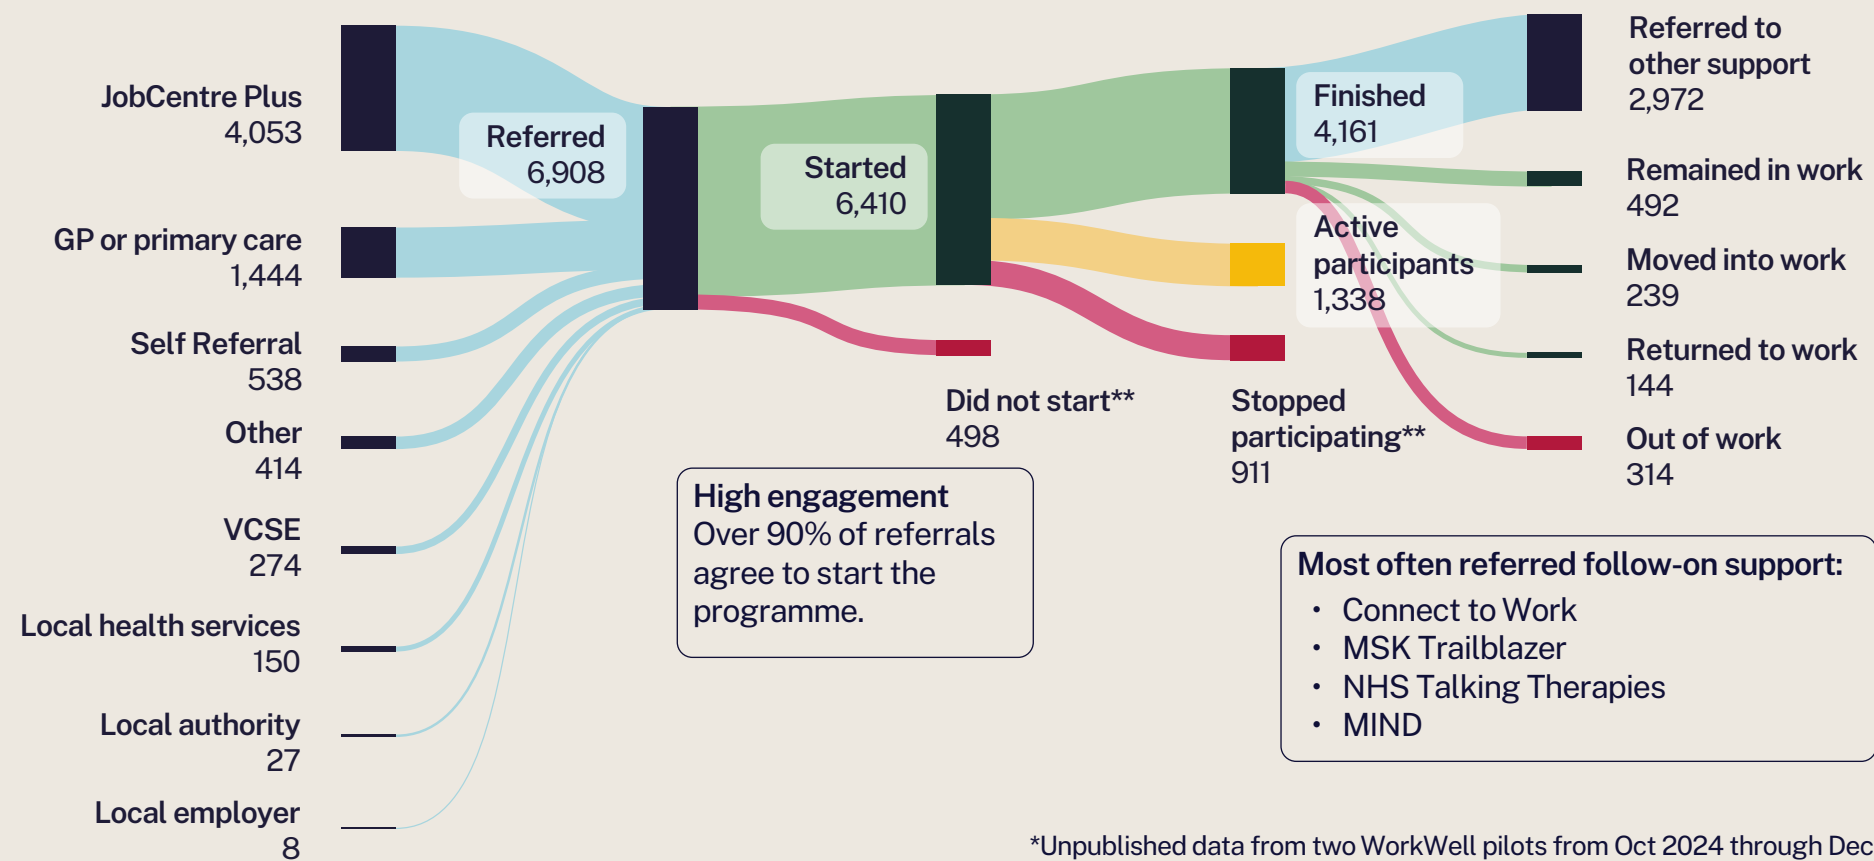 JobCentre Plus
4,053
GP or primary care
1,444
Self Referral
538
Other
414
VCSE
274
Local health services
150
Local authority
27
Local employer
8
Referred
6,908
Started
6,410
Did not start**
498
High engagement
Over 90% of referrals
agree to start the
programme.
Finished
4,161
Active
participants
1,338
Stopped
participating**
911
Referred to
other support
2,972
Remained in work
492
Moved into work
239
Returned to work
144
Out of work
314
Most often referred follow-on support:
• Connect to Work
• MSK Trailblazer
• NHS Talking Therapies
• MIND
*Unpublished data from two WorkWell pilots from Oct 2024 through Dec